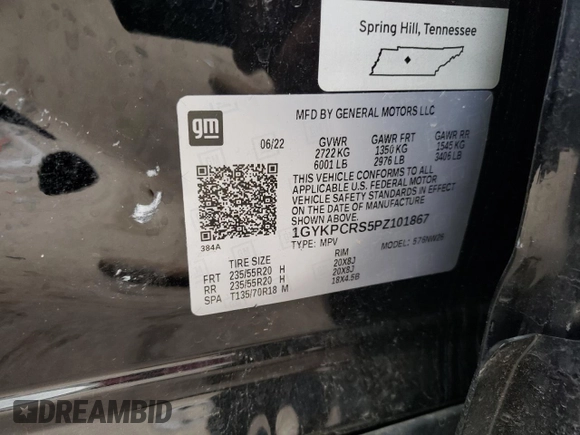 Spring Hill, Tennessee
gm
MFD BY GENERAL MOTORS LLC
06/22 GVWR GAWR FRT GAWR RR
2722 KG 1350 KG 1545 KG
6001 LB 2976 LB 3406 LB
THIS VEHICLE CONFORMS TO ALL
APPLICABLE U.S. FEDERAL MOTOR
VEHICLE SAFETY STANDARDS IN EFFECT
ON THE DATE OF MANUFACTURE
SHOWN ABOVE.
1GYKPCRS5PZ101867
384A
TYPE: MPV MODEL:
TIRE SIZE RIM
FRT 235/55R20 H 20X8J
RR 235/55R20 H 20X8J
SPA T135/70R18 M 18X4.5B
DREAMBID